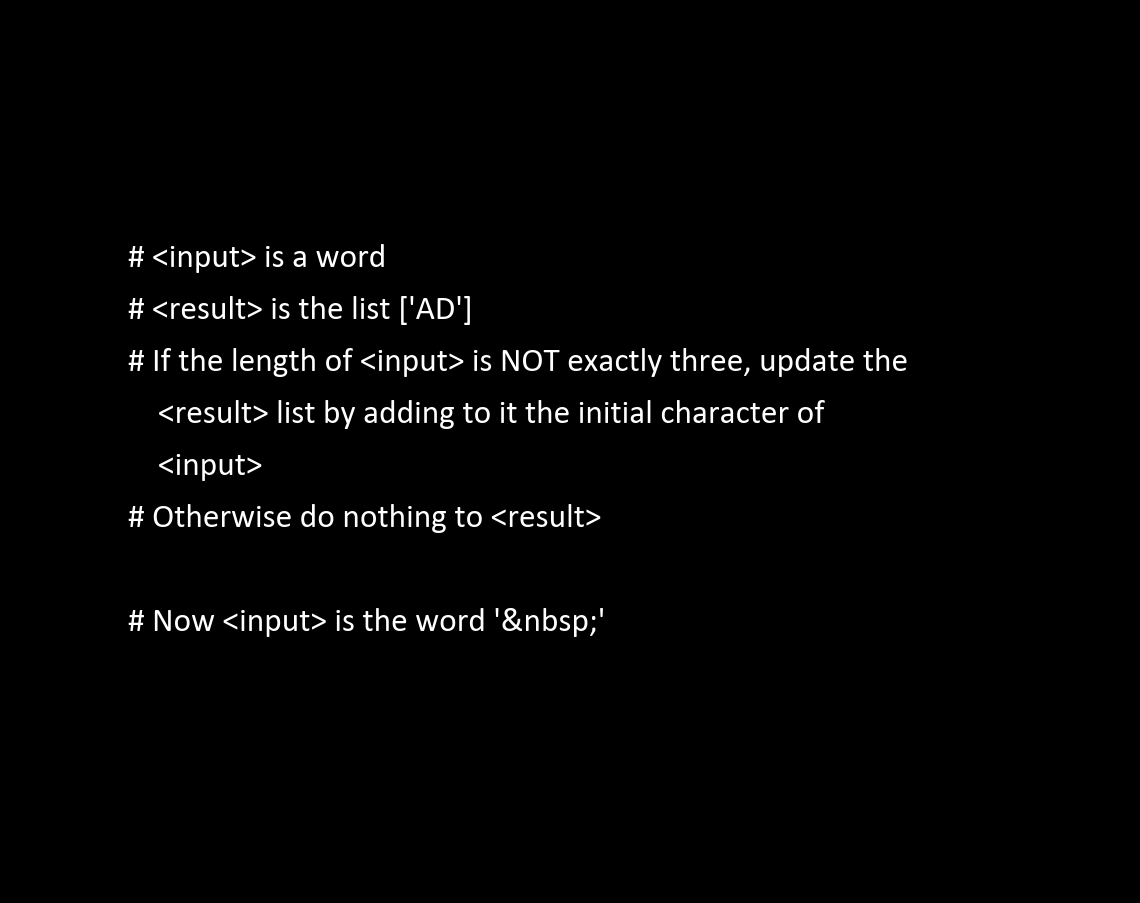 # <input> is a word
# <result> is the list ['AD']
# If the length of <input> is NOT exactly three, update the
<result> list by adding to it the initial character of
<input>
# Otherwise do nothing to <result>
# Now <input> is the word '&nbsp;'